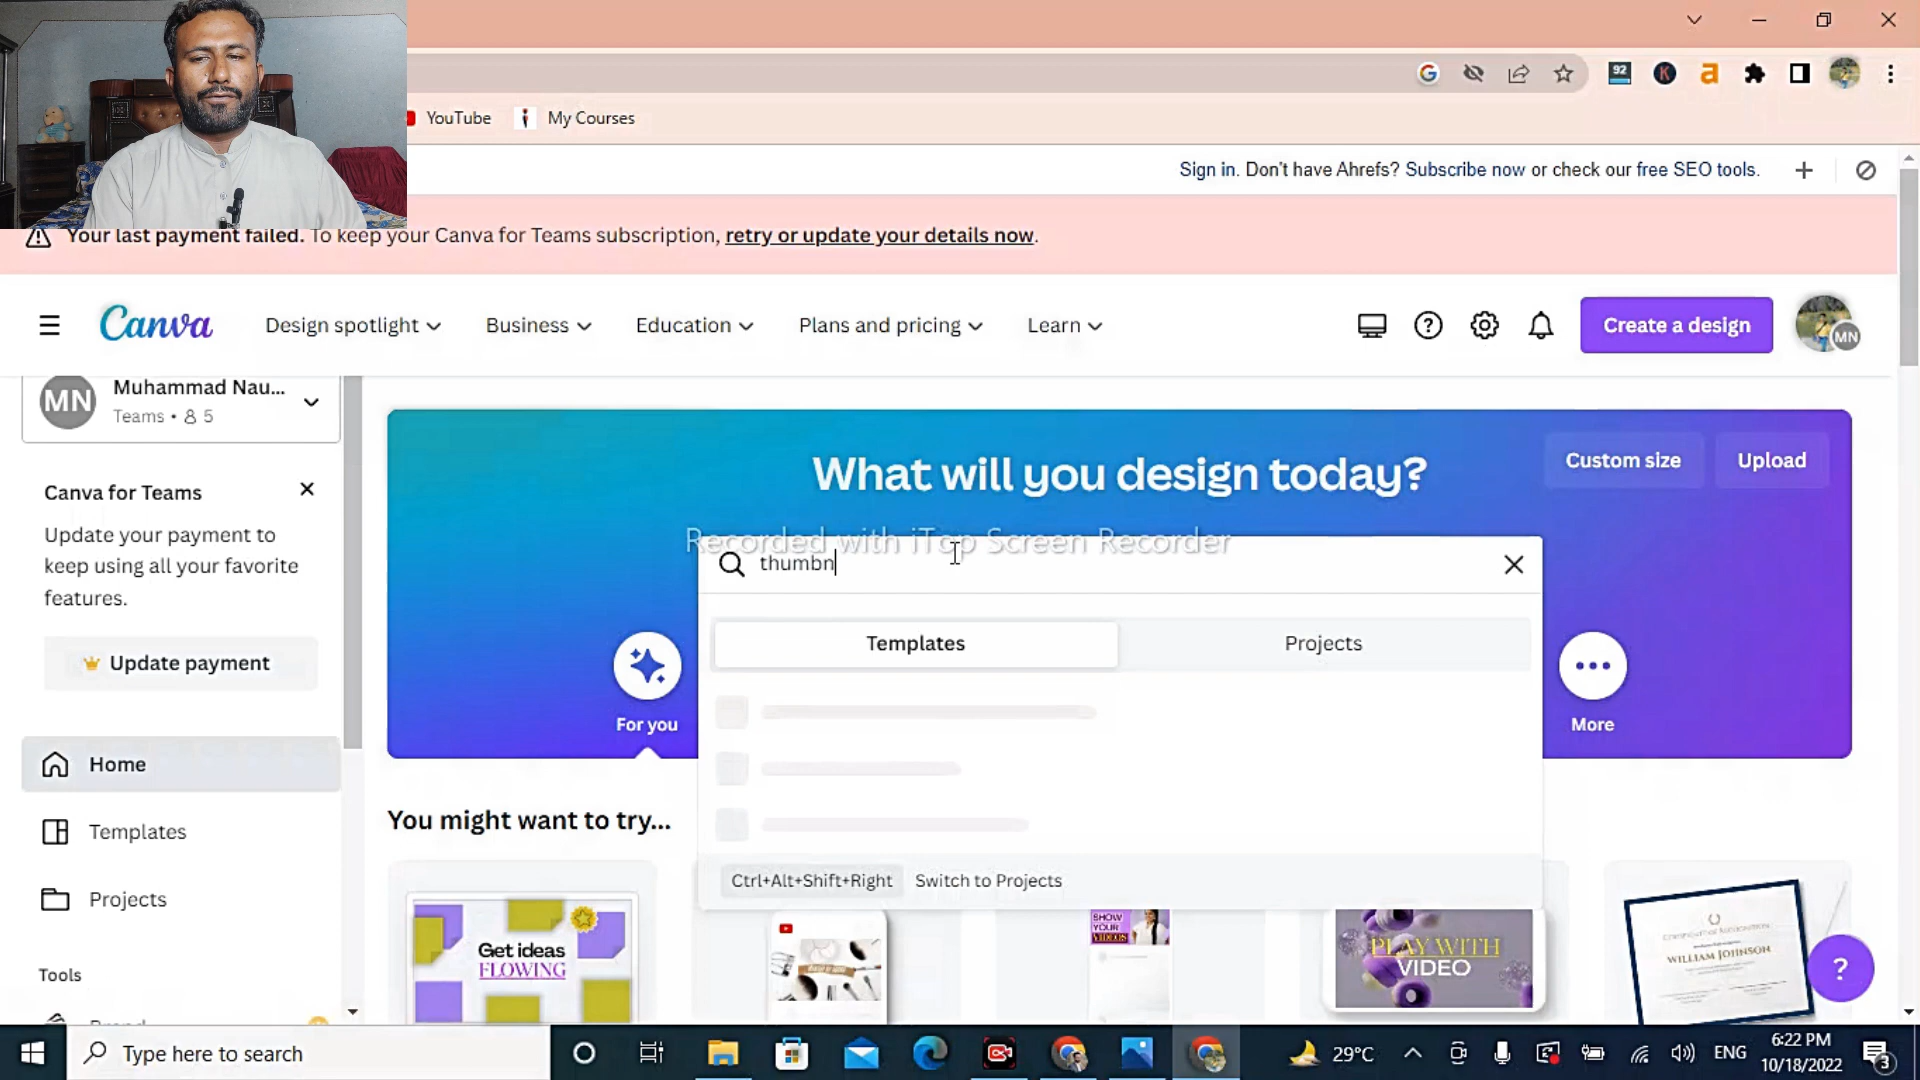 YouTube
My Courses
92
K
a
Sign in. Don't have Ahrefs? Subscribe now or check our free SEO tools.
Your last payment failed. To keep your Canva for Teams subscription, retry or update your details now.
Canva
Design spotlight
Business
Education
Plans and pricing
Learn
Create a design
MN
MN
Muhammad Nau...
Teams • 5
Canva for Teams
Update your payment to
keep using all your favorite
features.
Update payment
Home
Templates
Projects
Tools
What will you design today?
Custom size
Upload
Recorded with iTop Screen Recorder
thumbn
Templates
Projects
For you
More
Ctrl+Alt+Shift+Right
Switch to Projects
You might want to try...
Get ideas
FLOWING
SHOW
YOUR
VIDEOS
PLAY WITH
VIDEO
WILLIAM JOHNSON
?
Type here to search
29°C
ENG
6:22 PM
10/18/2022
3